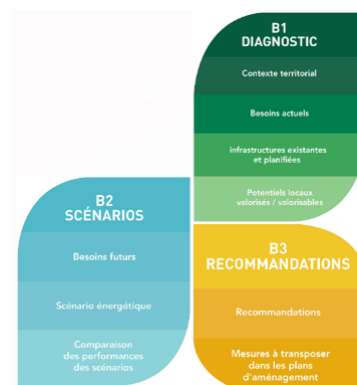 B1
DIAGNOSTIC
Contexte territorial
Besoins actuels
infrastructures existantes
et planifiées
Potentiels locaux
valorisés / valorisables
B2
SCÉNARIOS
Besoins futurs
Scénario énergétique
Comparaison
des performances
des scénarios
B3
RECOMMANDATIONS
Recommandations
Mesures à transposer
dans les plans
d'aménagement